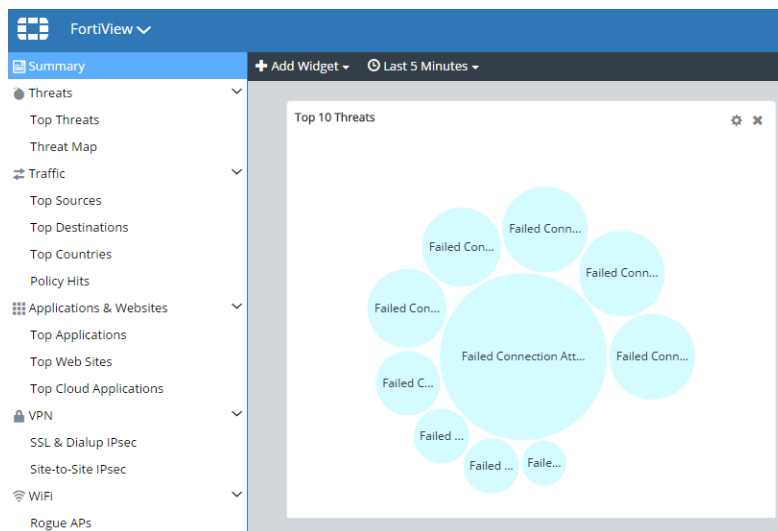 FortiView
Summary
Threats
Top Threats
Threat Map
Traffic
Top Sources
Top Destinations
Top Countries
Policy Hits
Applications & Websites
Top Applications
Top Web Sites
Top Cloud Applications
VPN
SSL & Dialup IPsec
Site-to-Site IPsec
WiFi
Rogue APs
Add Widget
Last 5 Minutes
Top 10 Threats
Failed Conn...
Failed Con...
Failed Conn...
Failed Con...
Failed Connection Att...
Failed Conn...
Failed C...
Failed ...
Failed ...
Faile...